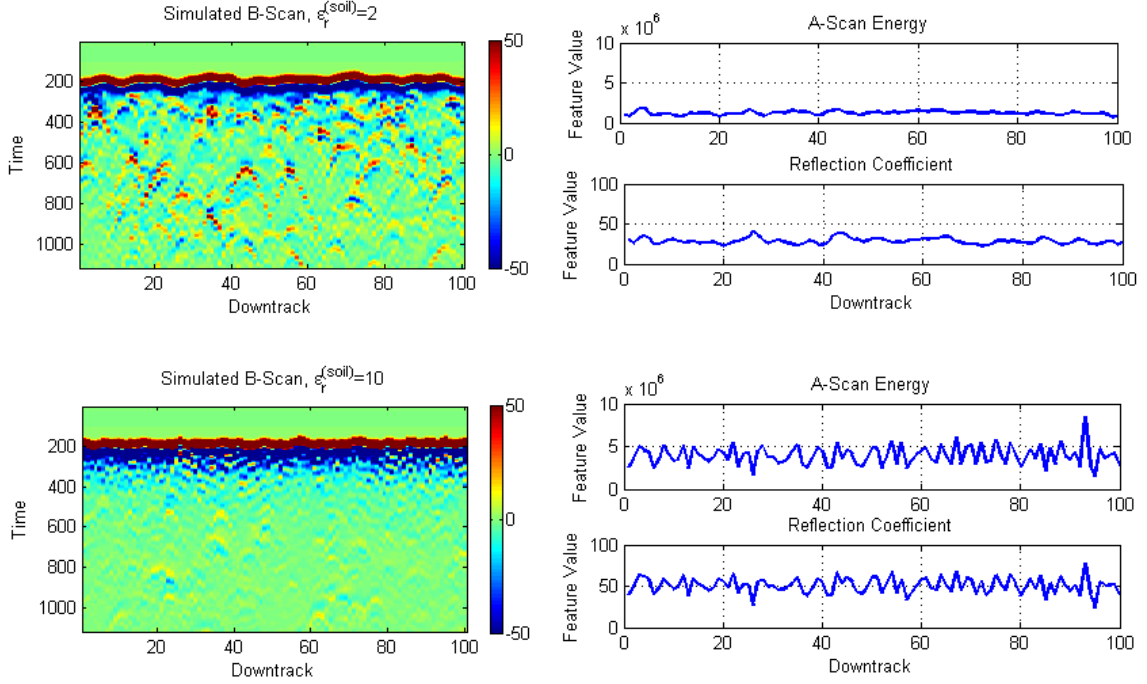 Simulated B-Scan, ε_r^(soil)=2
Time
200
400
600
800
1000
20 40 60 80 100
Downtrack
50
0
-50
A-Scan Energy
x 10^6
Feature Value
10
5
0
0 20 40 60 80 100
Reflection Coefficient
Feature Value
100
50
0
0 20 40 60 80 100
Downtrack
Simulated B-Scan, ε_r^(soil)=10
Time
200
400
600
800
1000
20 40 60 80 100
Downtrack
50
0
-50
A-Scan Energy
x 10^6
Feature Value
10
5
0
0 20 40 60 80 100
Reflection Coefficient
Feature Value
100
50
0
0 20 40 60 80 100
Downtrack